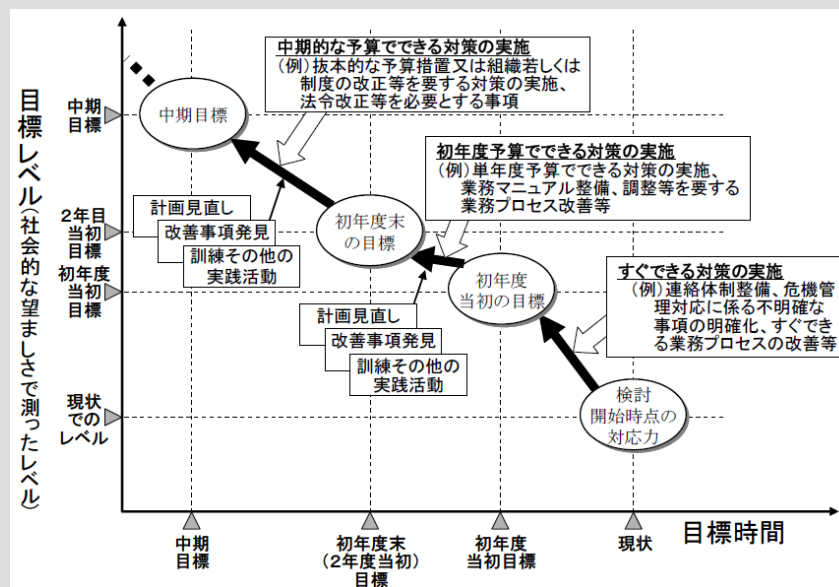 中期的な予算でできる対策の実施
(例)抜本的な予算措置又は組織若しくは
制度の改正等を要する対策の実施、
法令改正等を必要とする事項
目標レベル(社会的な望ましさで測ったレベル)
中期
目標
中期目標
初年度予算でできる対策の実施
(例)単年度予算でできる対策の実施、
業務マニュアル整備、調整等を要する
業務プロセス改善等
2年目
当初
目標
計画見直し
改善事項発見
訓練その他の
実践活動
初年度末
の目標
初年度
当初
目標
初年度
当初の目標
すぐできる対策の実施
(例)連絡体制整備、危機管
理対応に係る不明確な
事項の明確化、すぐでき
る業務プロセスの改善等
計画見直し
改善事項発見
訓練その他の
実践活動
現状
でのレベル
検討
開始時点の
対応力
中期
目標
初年度末
(2年度当初)
目標
初年度
当初目標
現状
目標時間